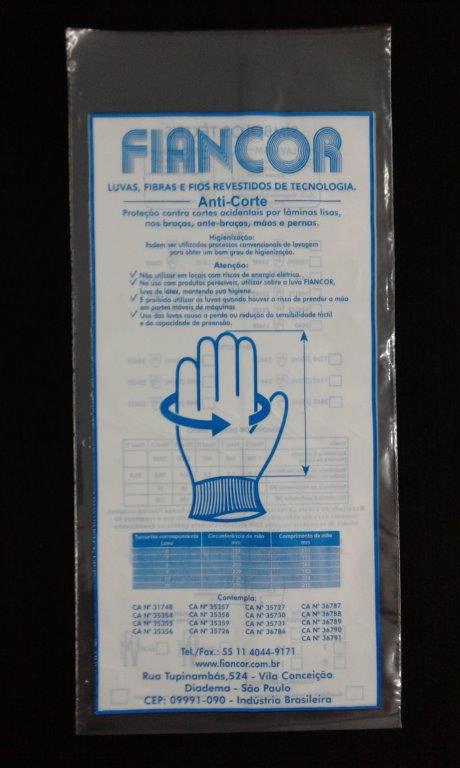 FIANCOR
LUVAS, FIBRAS E FIOS REVESTIDOS DE TECNOLOGIA.
Anti-Corte
Proteção contra cortes acidentais por lâminas lisas,
nos braços, ante-braços, mãos e pernas.
Higienização:
Podem ser utilizados processos convencionais de lavagem
para obter um bom grau de higienização.
Atenção:
Não utilizar em locais com riscos de energia elétrica.
No uso com produtos perecíveis, utilizar sobre a luva FIANCOR,
luva de látex, mantendo sua higiene.
É proibido utilizar as luvas quando houver o risco de prender a mão
em partes móveis de máquinas
Uso das luvas causa a perda ou redução da sensibilidade táctil
e da capacidade de preensão.
Tamanho correspondente Circunferência da mão Comprimento da mão
Luva mm mm
Contempla:
CA Nº 31748 CA Nº 35357 CA Nº 35727 CA Nº 36787
CA Nº 35354 CA Nº 35358 CA Nº 35730 CA Nº 36788
CA Nº 35355 CA Nº 35359 CA Nº 35731 CA Nº 36789
CA Nº 35356 CA Nº 35726 CA Nº 36786 CA Nº 36790
CA Nº 36791
Tel./Fax.: 55 11 4044-9171
www.fiancor.com.br
Rua Tupinambás,524 - Vila Conceição
Diadema - São Paulo
CEP: 09991-090 - Indústria Brasileira